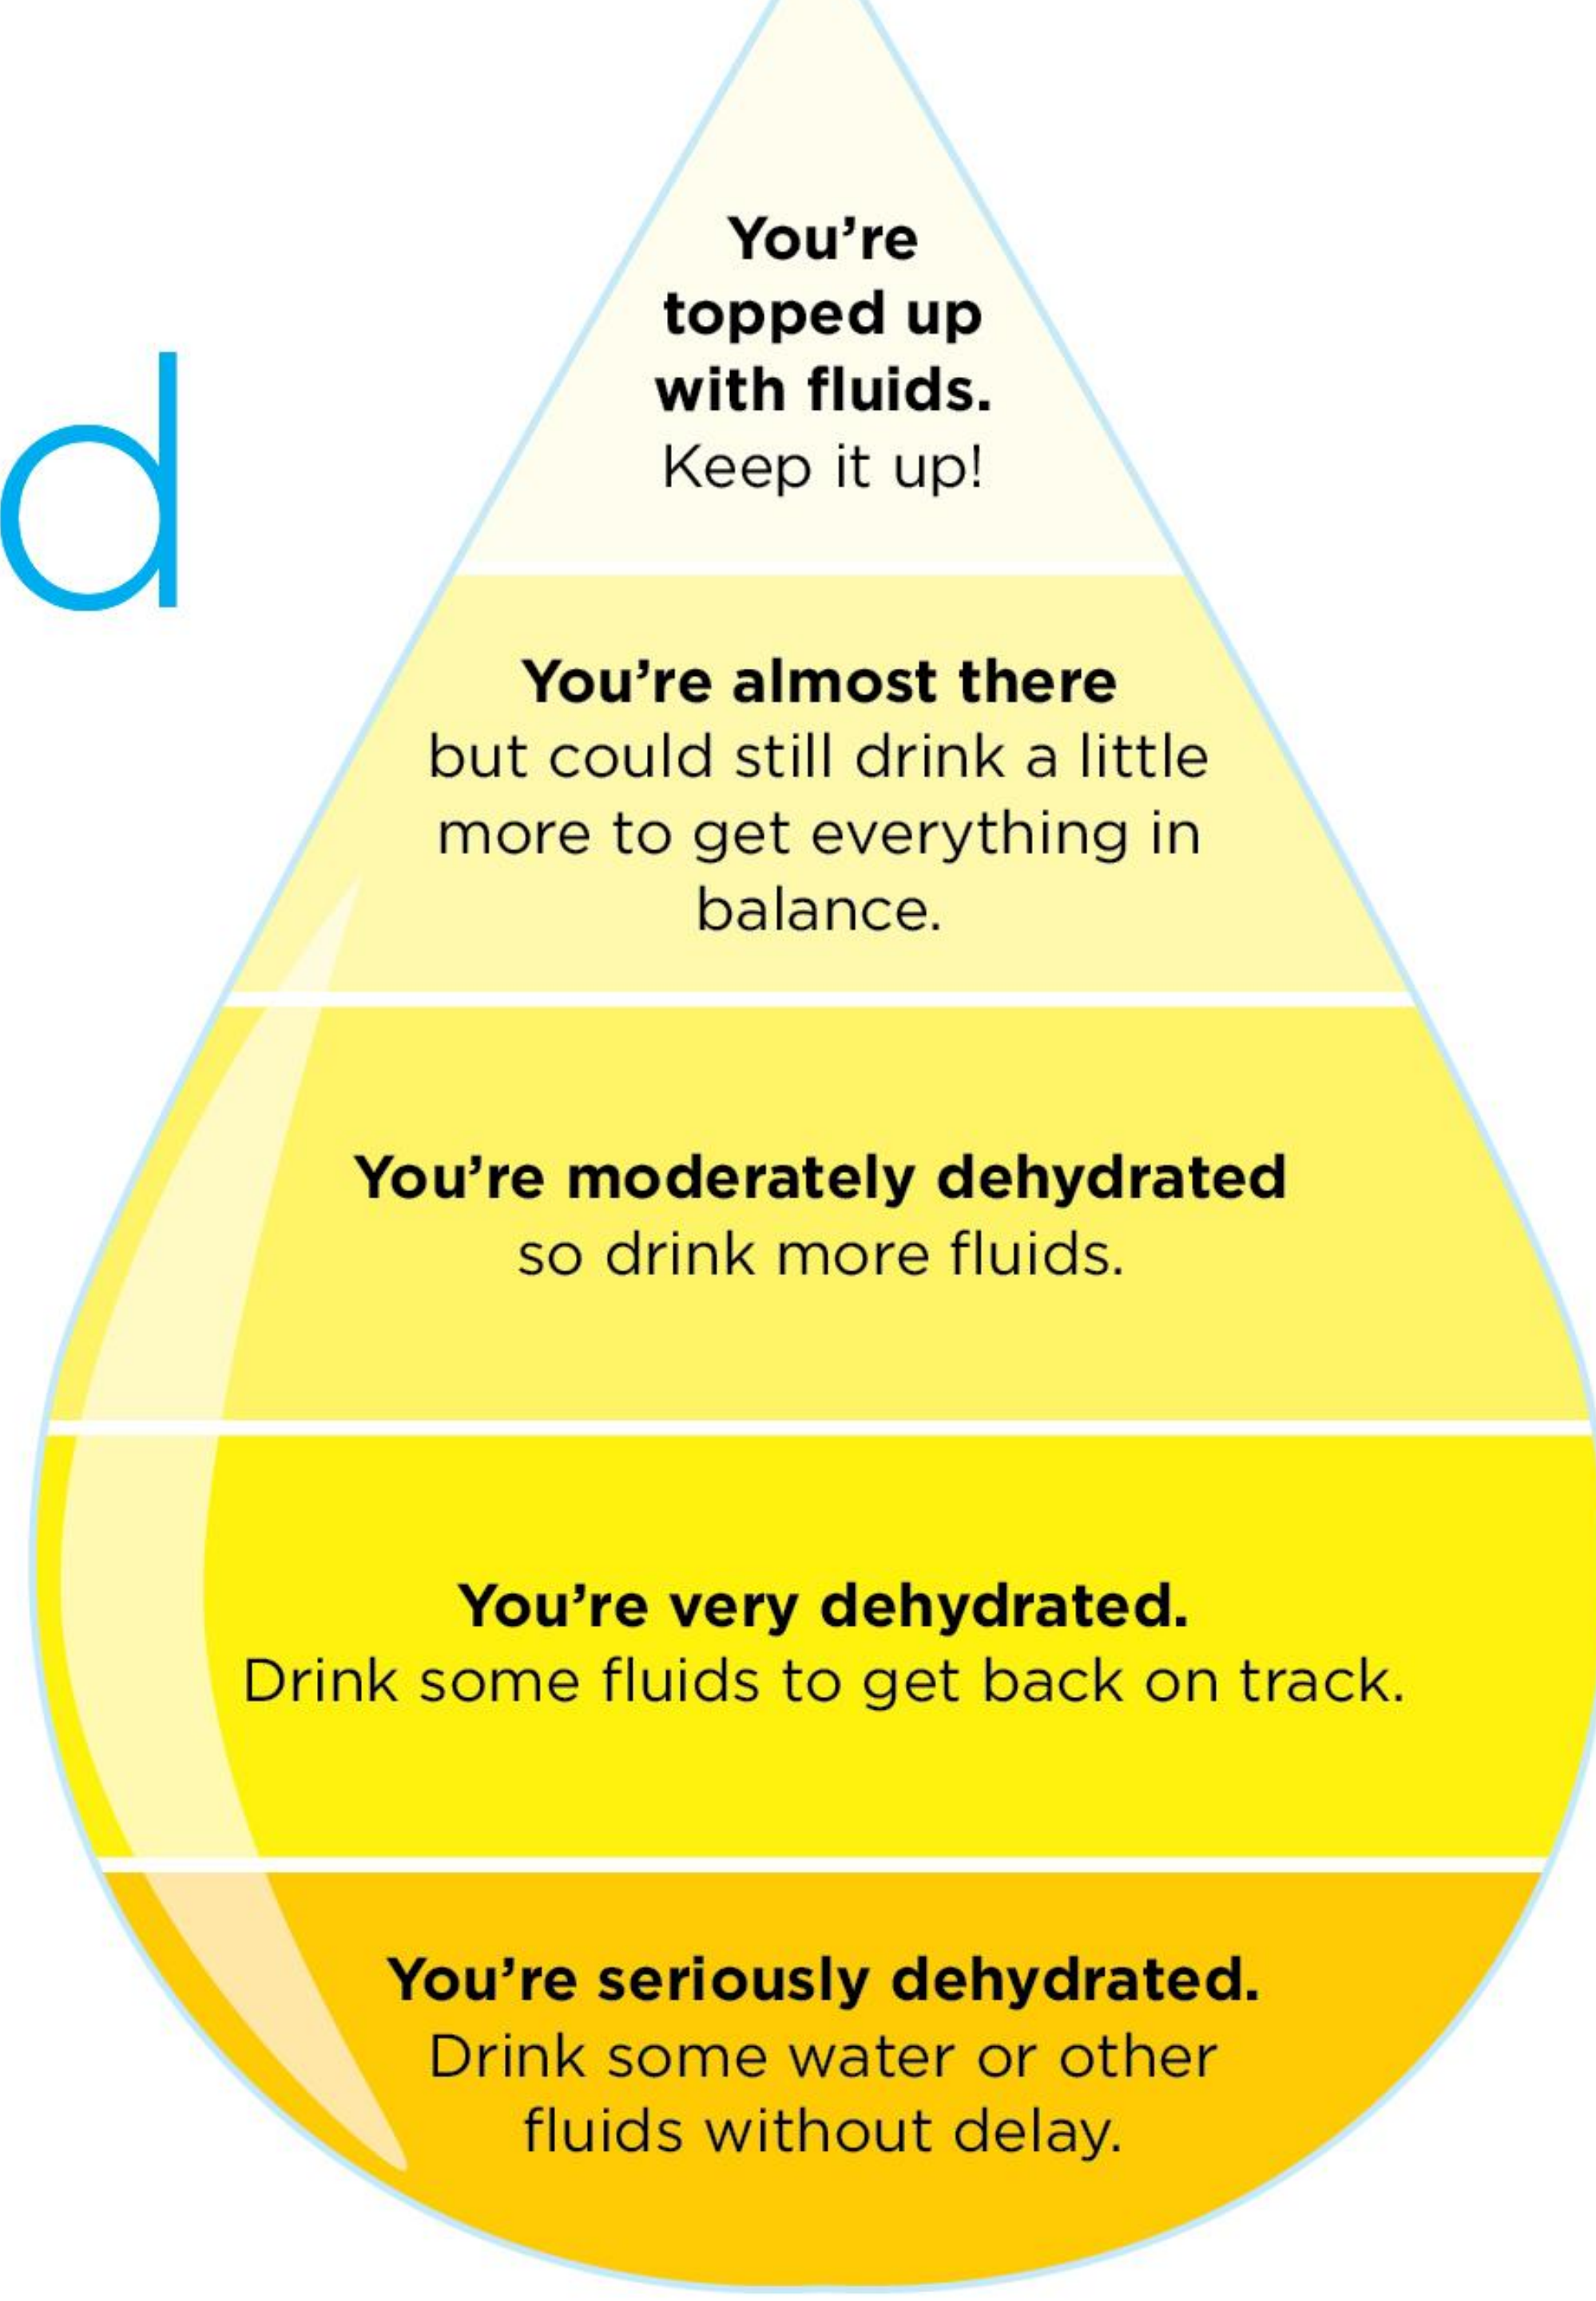 You're
topped up
with fluids.
Keep it up!
d
You're almost there
but could still drink a little
more to get everything in
balance.
You're moderately dehydrated
so drink more fluids.
You're very dehydrated.
Drink some fluids to get back on track.
You're seriously dehydrated.
Drink some water or other
fluids without delay.